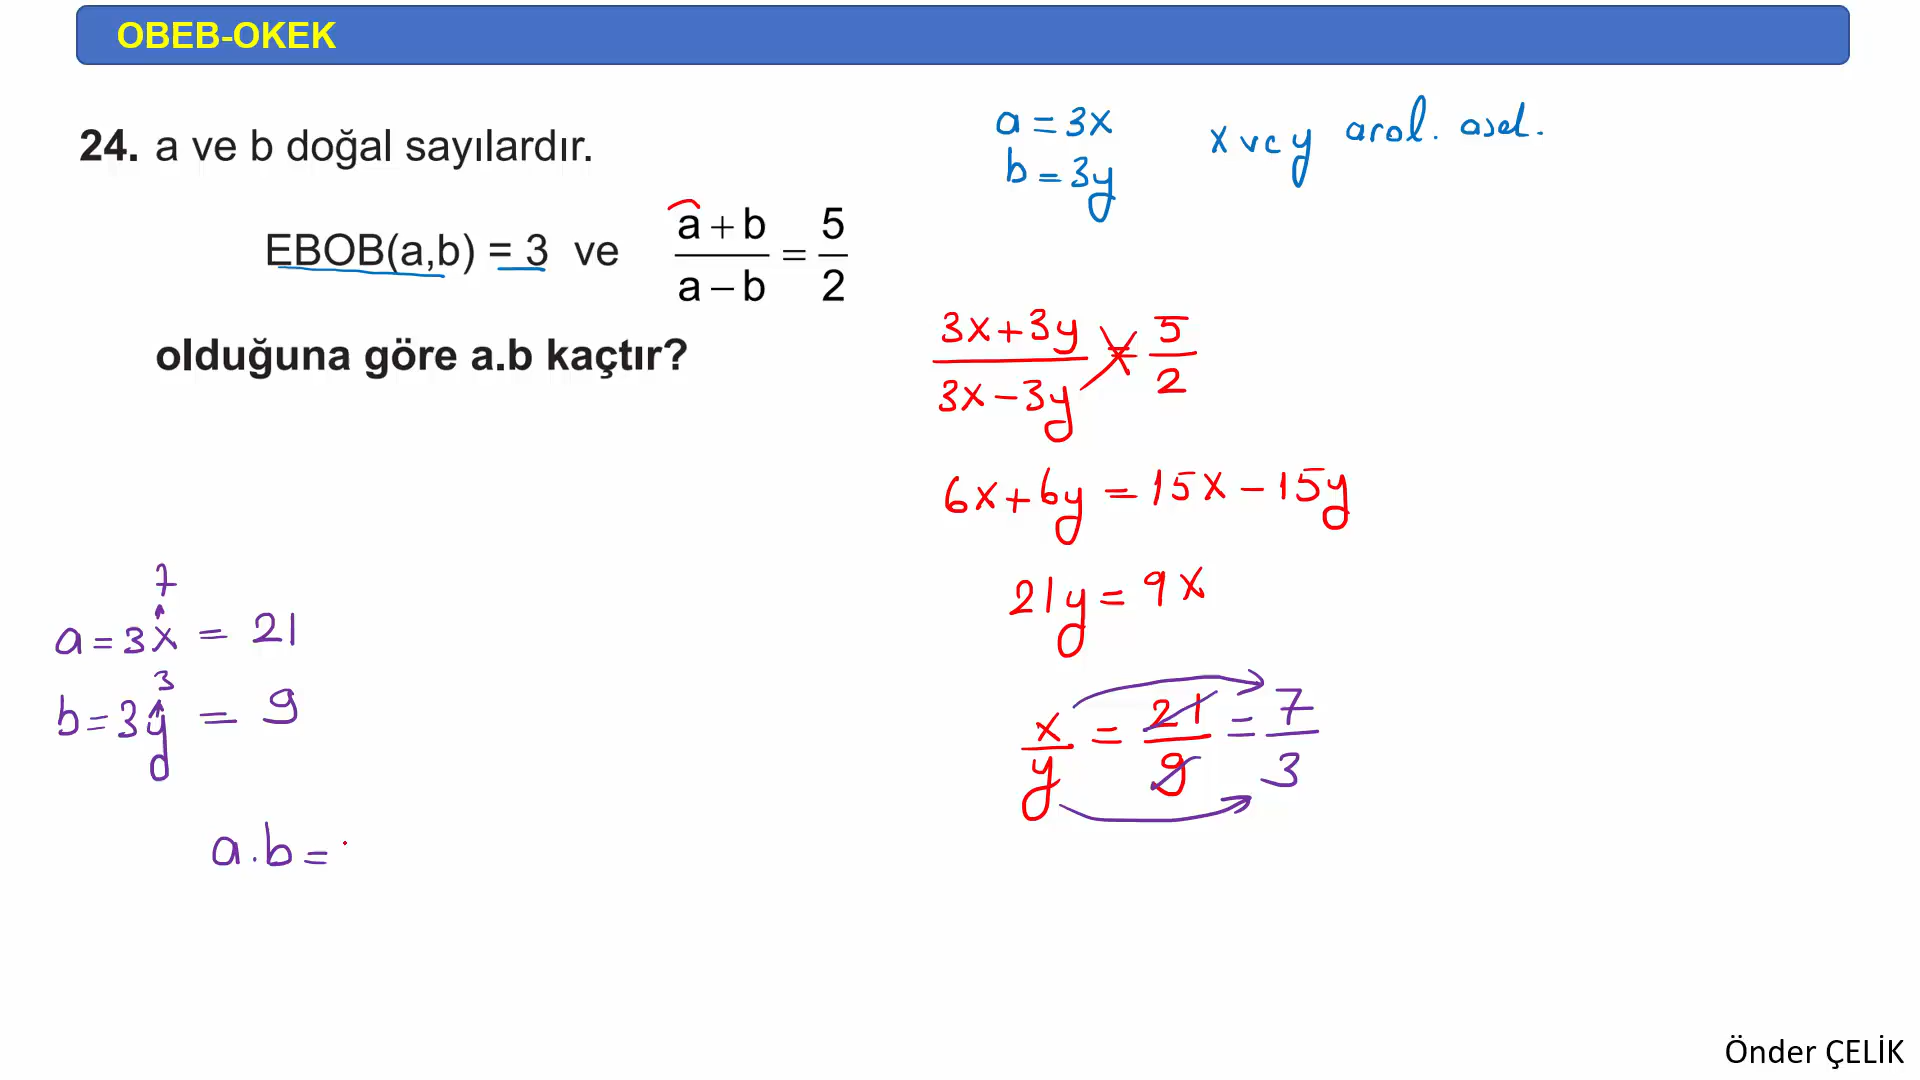 OBEB-OKEK
24. a ve b doğal sayılardır.
EBOB(a,b) = 3 ve (a + b)/(a − b) = 5/2
olduğuna göre a.b kaçtır?
a = 3x
b = 3y
x ve y aral. asal.
(3x+3y)/(3x−3y) = 5/2
6x+6y = 15x − 15y
21y = 9x
x/y = 21/9 = 7/3
7
a = 3x = 21
3
b = 3y = 9
a.b =
Önder ÇELİK